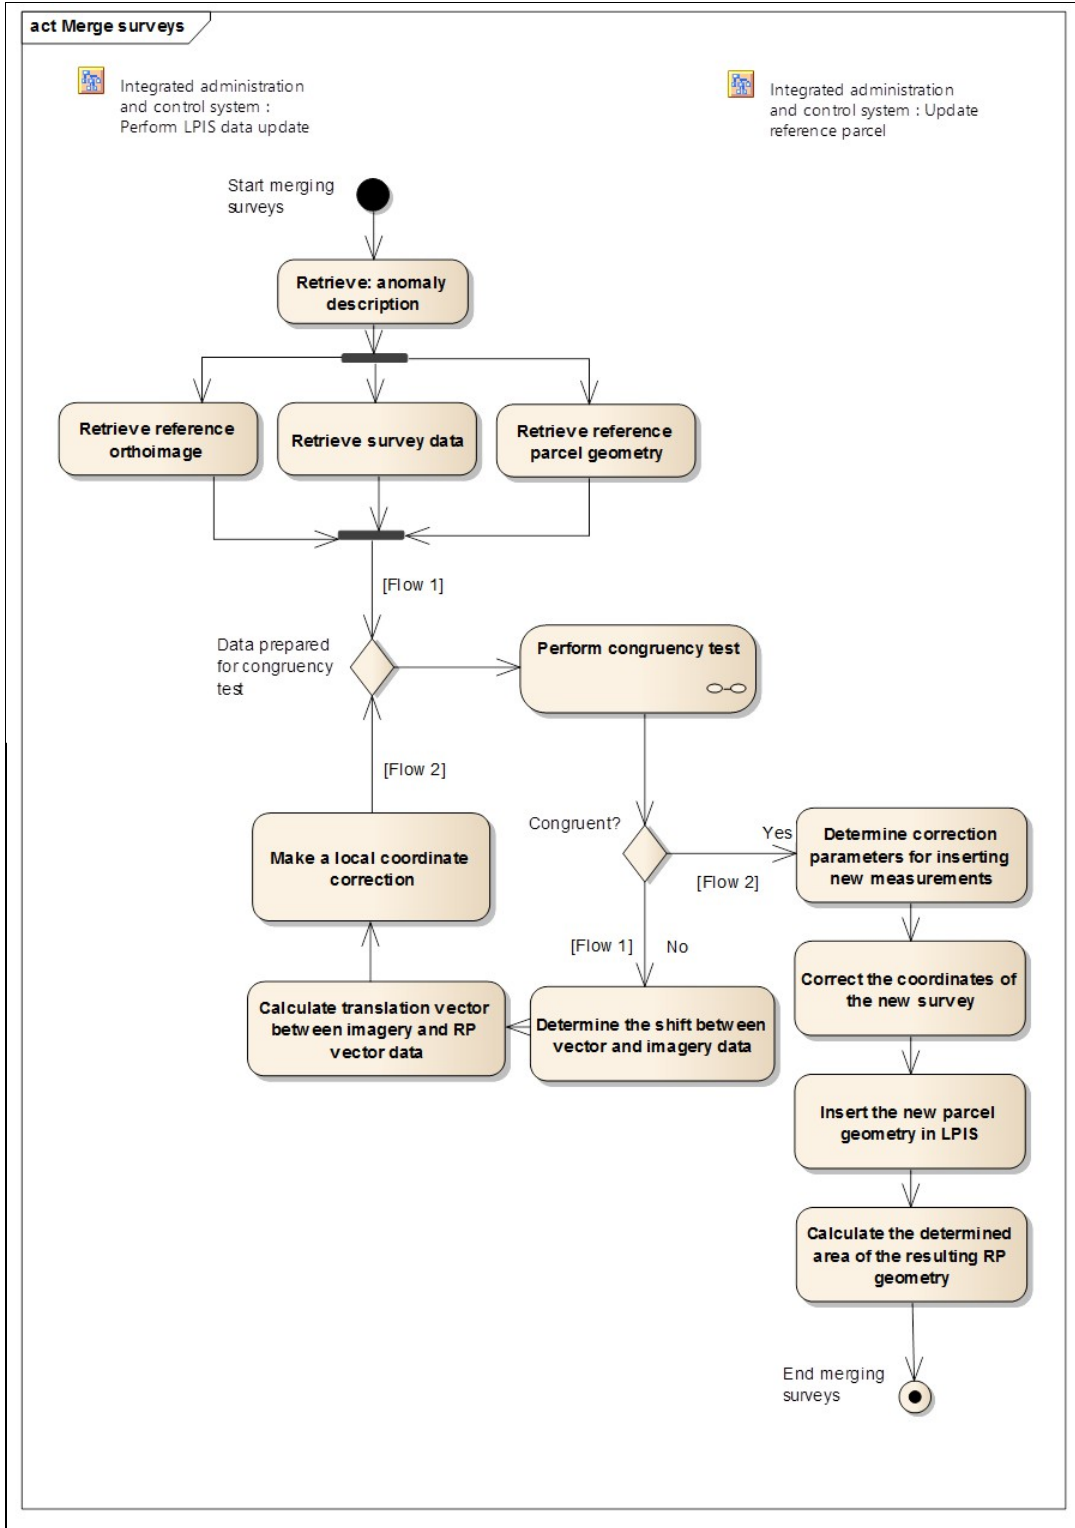 act Merge surveys
Integrated administration
and control system :
Perform LPIS data update
Integrated administration
and control system : Update
reference parcel
Start merging
surveys
Retrieve: anomaly
description
Retrieve reference
orthoimage
Retrieve survey data
Retrieve reference
parcel geometry
[Flow 1]
Data prepared
for congruency
test
Perform congruency test
[Flow 2]
Congruent?
Yes
[Flow 2]
Determine correction
parameters for inserting
new measurements
Make a local coordinate
correction
[Flow 1]
No
Correct the coordinates of
the new survey
Calculate translation vector
between imagery and RP
vector data
Determine the shift between
vector and imagery data
Insert the new parcel
geometry in LPIS
Calculate the determined
area of the resulting RP
geometry
End merging
surveys